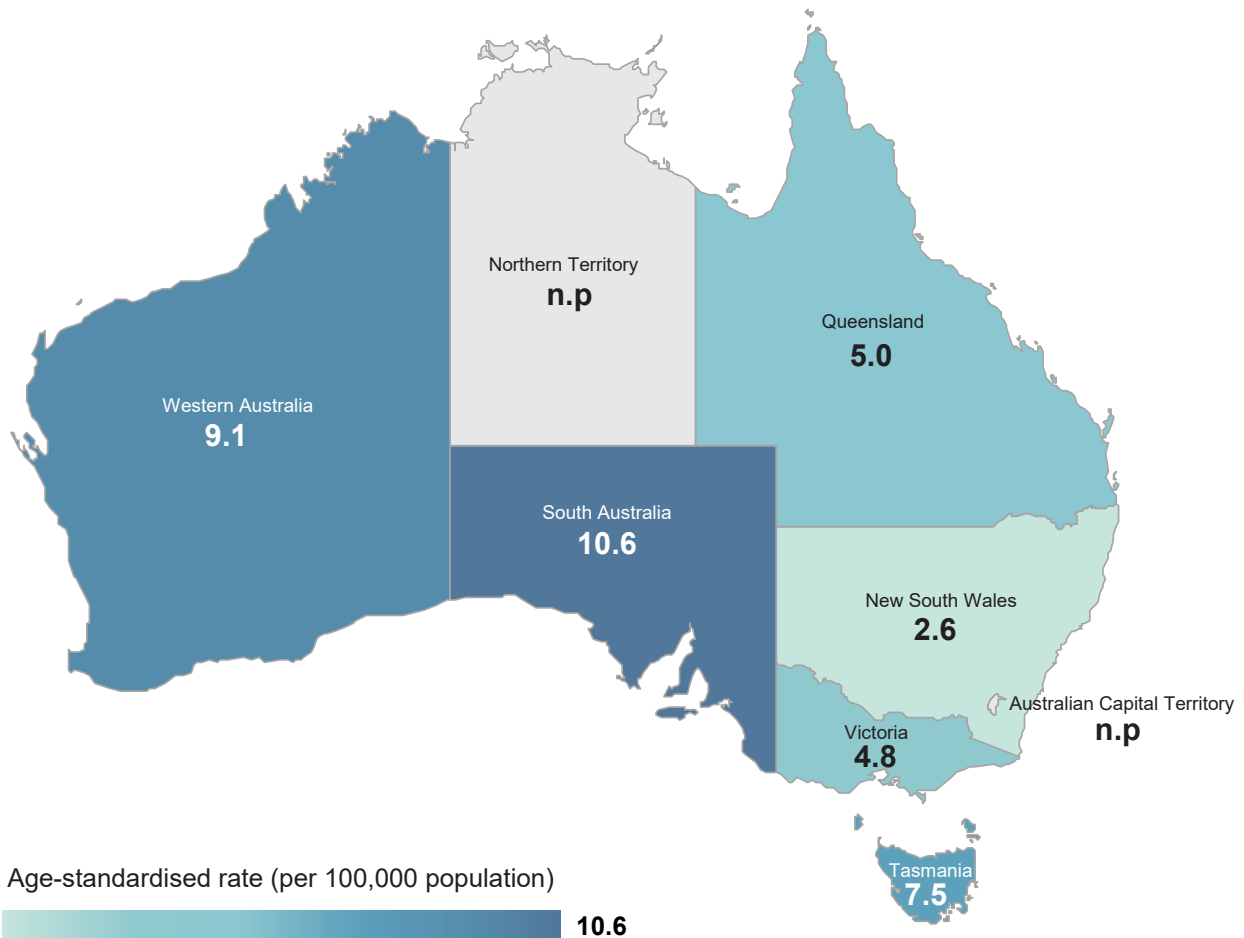 Northern Territory
n.p
Queensland
5.0
Western Australia
9.1
South Australia
10.6
New South Wales
2.6
Australian Capital Territory
n.p
Victoria
4.8
Tasmania
7.5
Age-standardised rate (per 100,000 population)
10.6